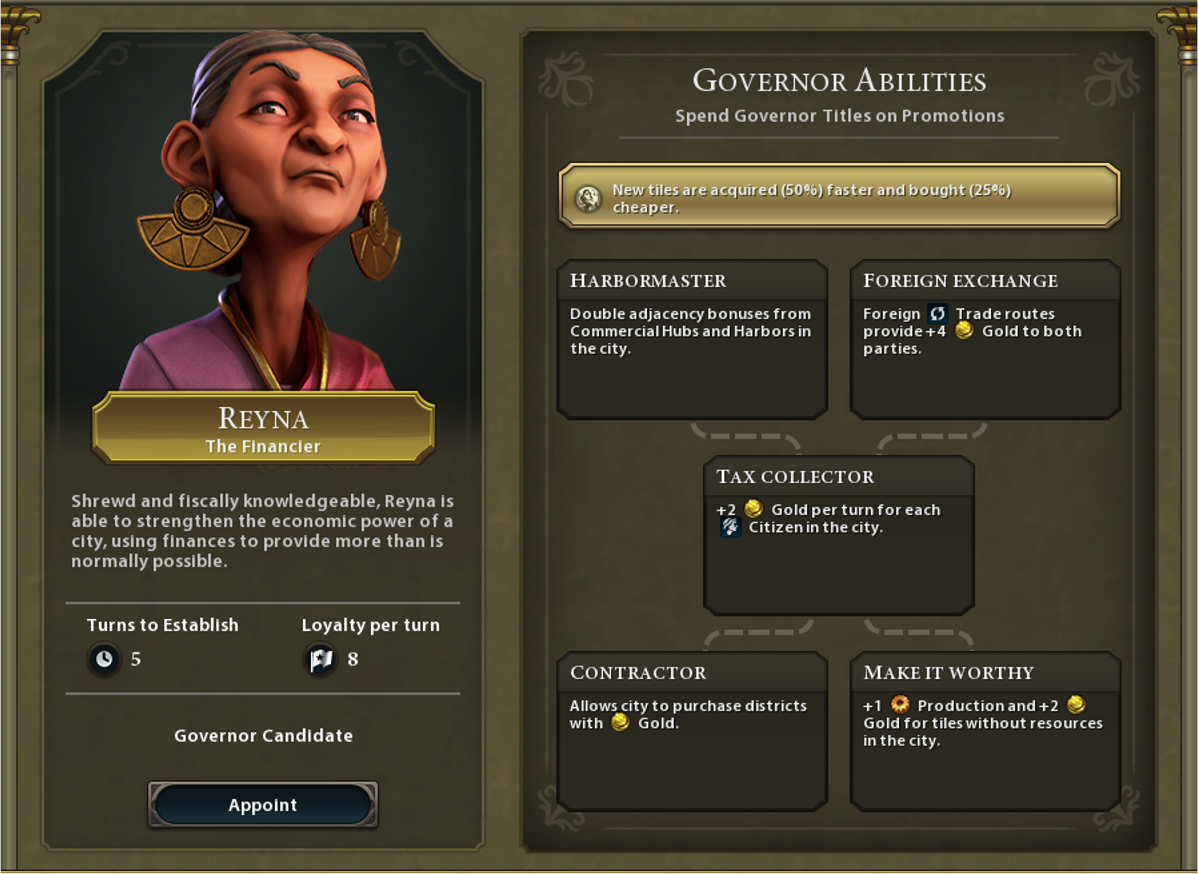 REYNA
The Financier
Shrewd and fiscally knowledgeable, Reyna is
able to strengthen the economic power of a
city, using finances to provide more than is
normally possible.
Turns to Establish
5
Loyalty per turn
8
Governor Candidate
Appoint
GOVERNOR ABILITIES
Spend Governor Titles on Promotions
New tiles are acquired (50%) faster and bought (25%)
cheaper.
HARBORMASTER
Double adjacency bonuses from
Commercial Hubs and Harbors in
the city.
FOREIGN EXCHANGE
Foreign Trade routes
provide +4 Gold to both
parties.
TAX COLLECTOR
+2 Gold per turn for each
Citizen in the city.
CONTRACTOR
Allows city to purchase districts
with Gold.
MAKE IT WORTHY
+1 Production and +2
Gold for tiles without resources
in the city.